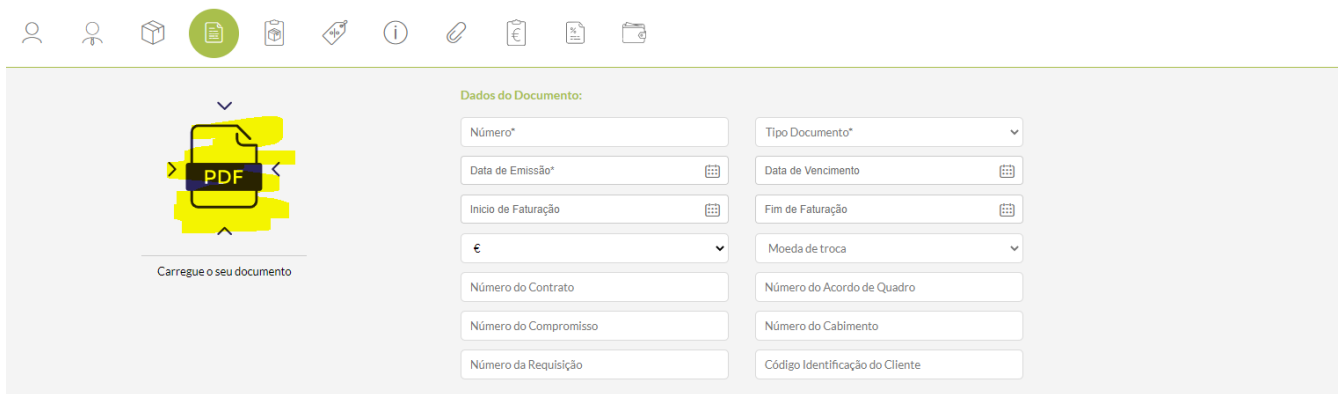 Dados do Documento:
PDF
Carregue o seu documento
Número*
Tipo Documento*
Data de Emissão*
Data de Vencimento
Inicio de Faturação
Fim de Faturação
€
Moeda de troca
Número do Contrato
Número do Acordo de Quadro
Número do Compromisso
Número do Cabimento
Número da Requisição
Código Identificação do Cliente